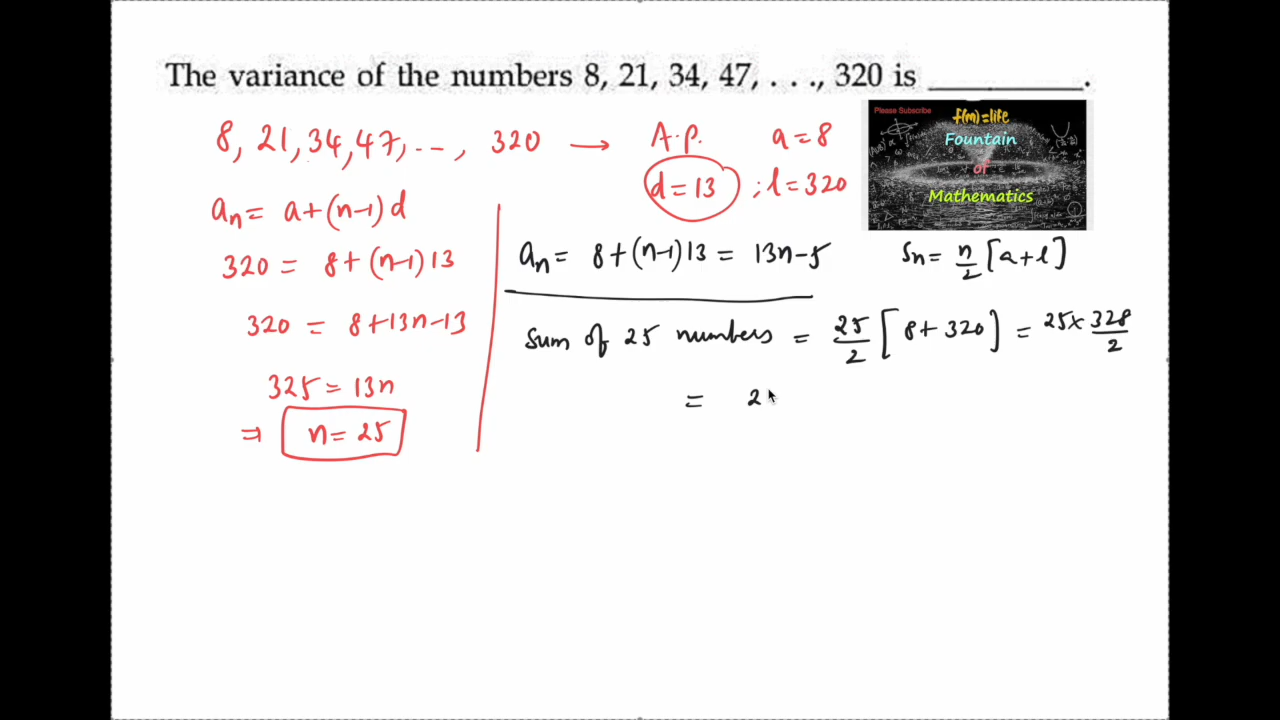 The variance of the numbers 8, 21, 34, 47, . . ., 320 is __________.
8, 21, 34, 47, ..., 320 → A.P. a = 8
d = 13 ; l = 320
Please Subscribe
f(m)=life
Fountain
of
Mathematics
an = a+(n-1)d
320 = 8+(n-1)13
320 = 8+13n-13
325 = 13n
⇒ n = 25
an = 8+(n-1)13 = 13n-5
Sn = n/2 [a+l]
Sum of 25 numbers = 25/2 [8+320] = 25× 328/2
= 2